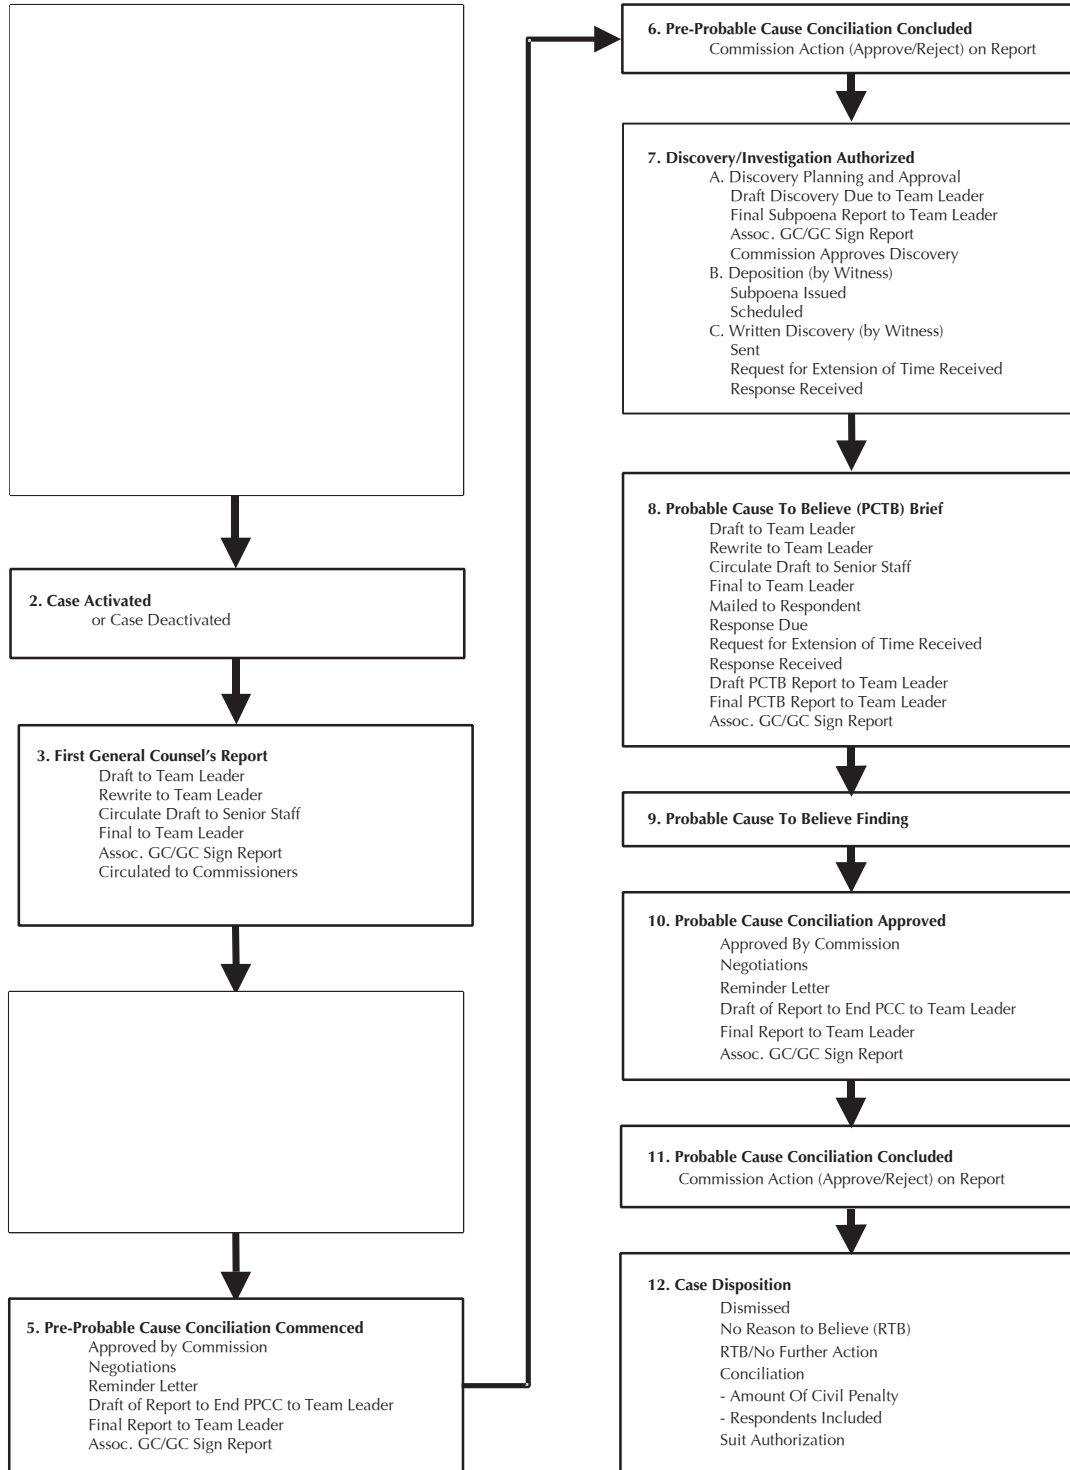 2. Case Activated
or Case Deactivated
3. First General Counsel's Report
Draft to Team Leader
Rewrite to Team Leader
Circulate Draft to Senior Staff
Final to Team Leader
Assoc. GC/GC Sign Report
Circulated to Commissioners
5. Pre-Probable Cause Conciliation Commenced
Approved by Commission
Negotiations
Reminder Letter
Draft of Report to End PPCC to Team Leader
Final Report to Team Leader
Assoc. GC/GC Sign Report
6. Pre-Probable Cause Conciliation Concluded
Commission Action (Approve/Reject) on Report
7. Discovery/Investigation Authorized
A. Discovery Planning and Approval
Draft Discovery Due to Team Leader
Final Subpoena Report to Team Leader
Assoc. GC/GC Sign Report
Commission Approves Discovery
B. Deposition (by Witness)
Subpoena Issued
Scheduled
C. Written Discovery (by Witness)
Sent
Request for Extension of Time Received
Response Received
8. Probable Cause To Believe (PCTB) Brief
Draft to Team Leader
Rewrite to Team Leader
Circulate Draft to Senior Staff
Final to Team Leader
Mailed to Respondent
Response Due
Request for Extension of Time Received
Response Received
Draft PCTB Report to Team Leader
Final PCTB Report to Team Leader
Assoc. GC/GC Sign Report
9. Probable Cause To Believe Finding
10. Probable Cause Conciliation Approved
Approved By Commission
Negotiations
Reminder Letter
Draft of Report to End PCC to Team Leader
Final Report to Team Leader
Assoc. GC/GC Sign Report
11. Probable Cause Conciliation Concluded
Commission Action (Approve/Reject) on Report
12. Case Disposition
Dismissed
No Reason to Believe (RTB)
RTB/No Further Action
Conciliation
- Amount Of Civil Penalty
- Respondents Included
Suit Authorization